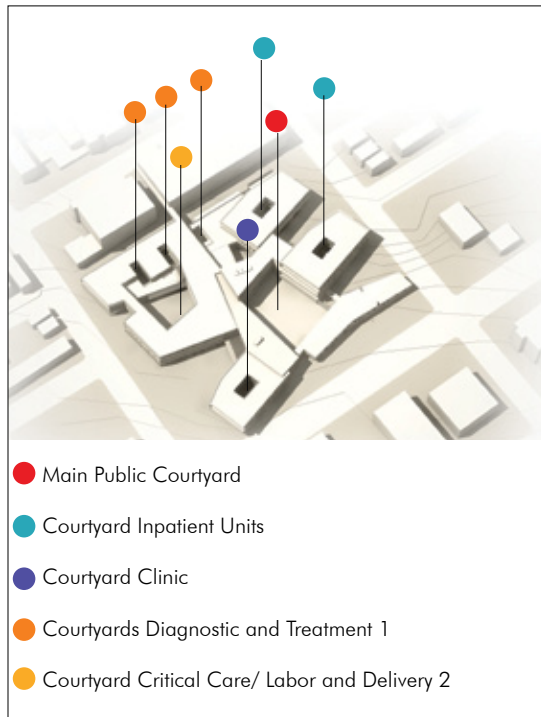 Main Public Courtyard
Courtyard Inpatient Units
Courtyard Clinic
Courtyards Diagnostic and Treatment 1
Courtyard Critical Care/ Labor and Delivery 2